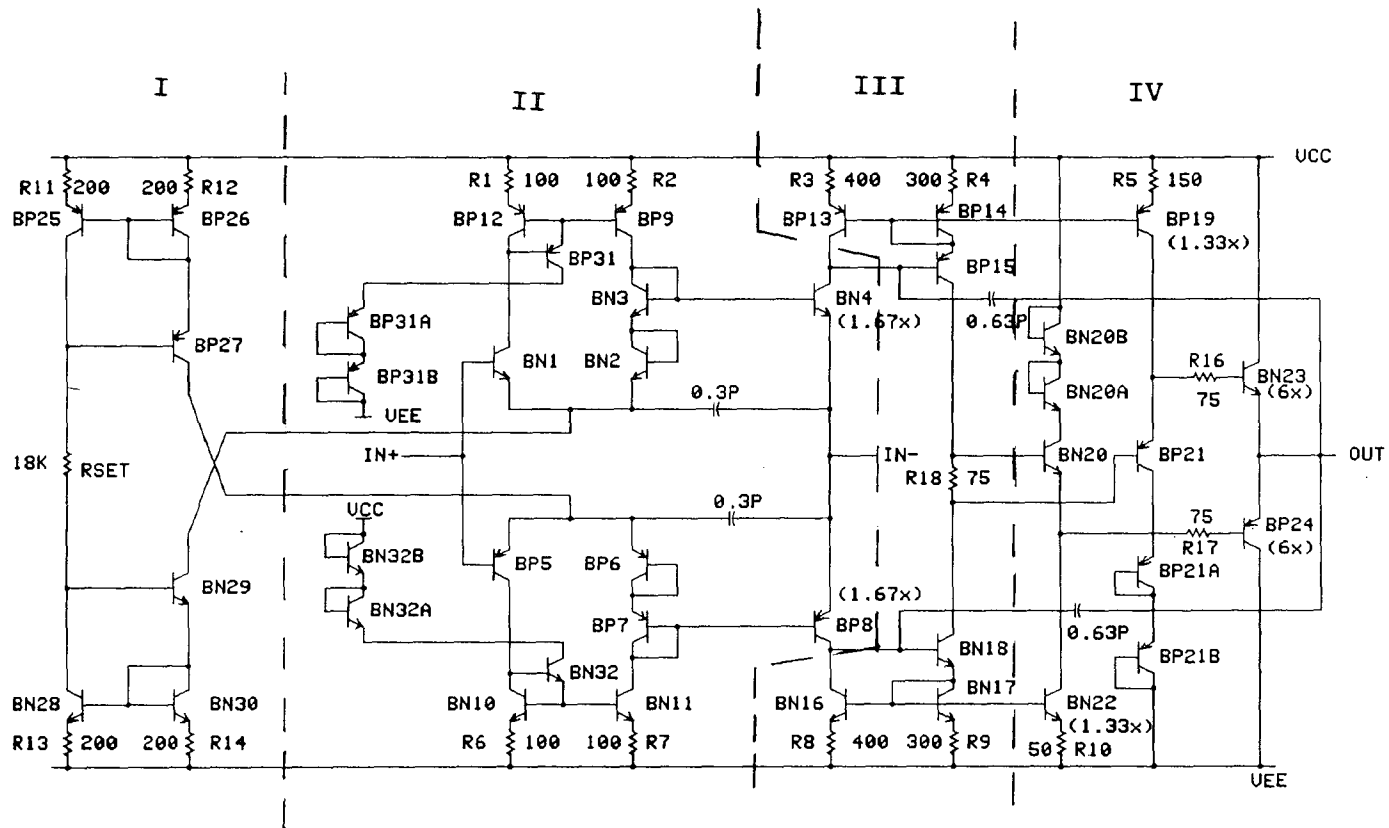 I
II
III
IV
VCC
R11 200
200 R12
R1 100
100 R2
R3 400
300 R4
R5 150
BP25
BP26
BP12
BP9
BP13
BP14
BP19
(1.33x)
BP31
BP15
BN3
BN4
(1.67x)
0.63P
BP31A
BN20B
BP27
BN1
BN2
R16
75
BN23
(6x)
BP31B
BN20A
0.3P
VEE
18K RSET
IN+
IN-
R18 75
BN20
BP21
OUT
VCC
0.3P
75
R17
BP24
(6x)
BN32B
BP5
BP6
BN29
BP21A
BN32A
(1.67x)
BP7
BP8
0.63P
BN18
BP21B
BN32
BN17
BN28
BN30
BN10
BN11
BN16
BN22
(1.33x)
R13 200
200 R14
R6 100
100 R7
R8 400
300 R9
50 R10
VEE